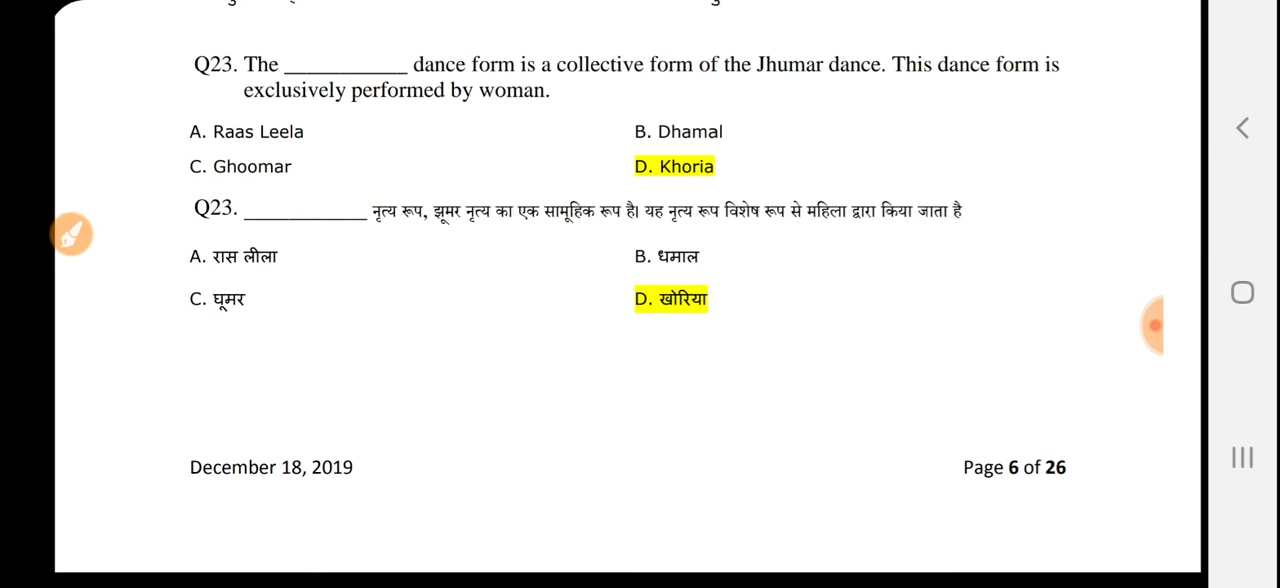 Q23. The ___________ dance form is a collective form of the Jhumar dance. This dance form is
exclusively performed by woman.
A. Raas Leela B. Dhamal
C. Ghoomar D. Khoria
Q23. ___________ नृत्य रूप, झूमर नृत्य का एक सामूहिक रूप है। यह नृत्य रूप विशेष रूप से महिला द्वारा किया जाता है
A. रास लीला B. धमाल
C. घूमर D. खोरिया
December 18, 2019 Page 6 of 26